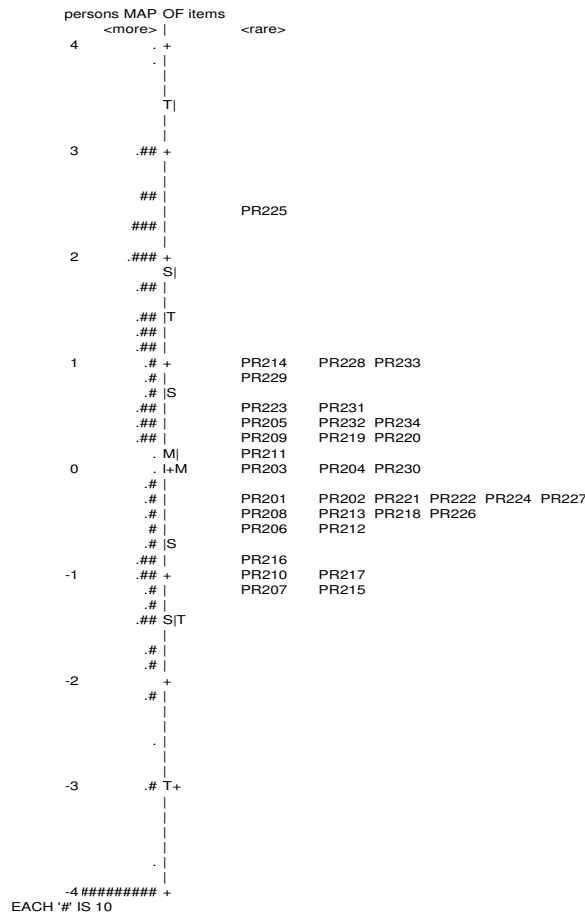 persons MAP OF items
<more> | <rare>
4 . +
. |
|
|
T|
|
|
3 .## +
|
|
## |
| PR225
### |
|
2 .### +
S|
.## |
|
.## |T
.## |
.## |
1 .# + PR214 PR228 PR233
.# | PR229
.# |S
.## | PR223 PR231
.## | PR205 PR232 PR234
.## | PR209 PR219 PR220
. M| PR211
0 . I+M PR203 PR204 PR230
.# |
.# | PR201 PR202 PR221 PR222 PR224 PR227
.# | PR208 PR213 PR218 PR226
# | PR206 PR212
.# |S
.## | PR216
-1 .## + PR210 PR217
.# | PR207 PR215
.# |
.## S|T
|
.# |
.# |
-2 +
.# |
|
|
. |
|
|
-3 .# T+
|
|
|
|
. |
|
-4 ######### +
EACH '#' IS 10